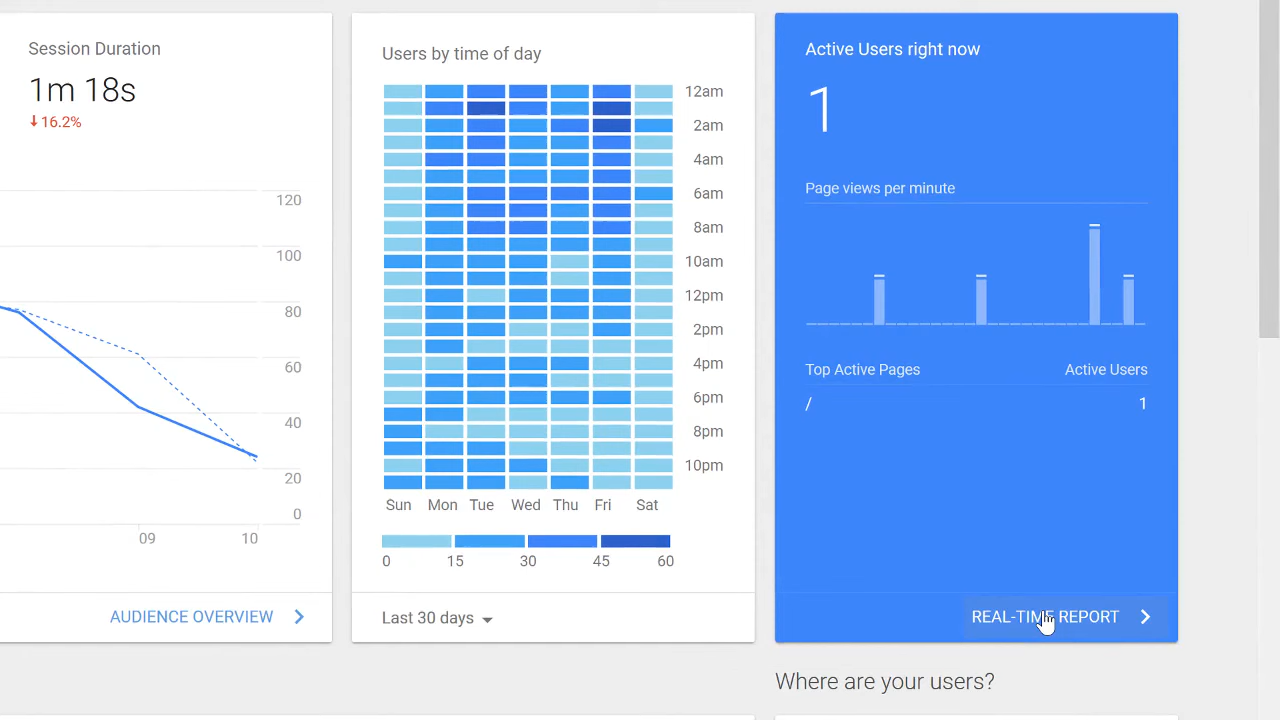 Session Duration
1m 18s
16.2%
120
100
80
60
40
20
0
09 10
AUDIENCE OVERVIEW
Users by time of day
12am
2am
4am
6am
8am
10am
12pm
2pm
4pm
6pm
8pm
10pm
Sun Mon Tue Wed Thu Fri Sat
0 15 30 45 60
Last 30 days
Active Users right now
1
Page views per minute
Top Active Pages Active Users
/ 1
REAL-TIME REPORT
Where are your users?